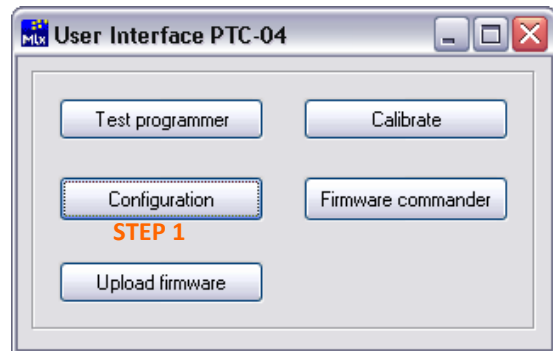 Mlx User Interface PTC-04
Test programmer
Calibrate
Configuration
Firmware commander
STEP 1
Upload firmware